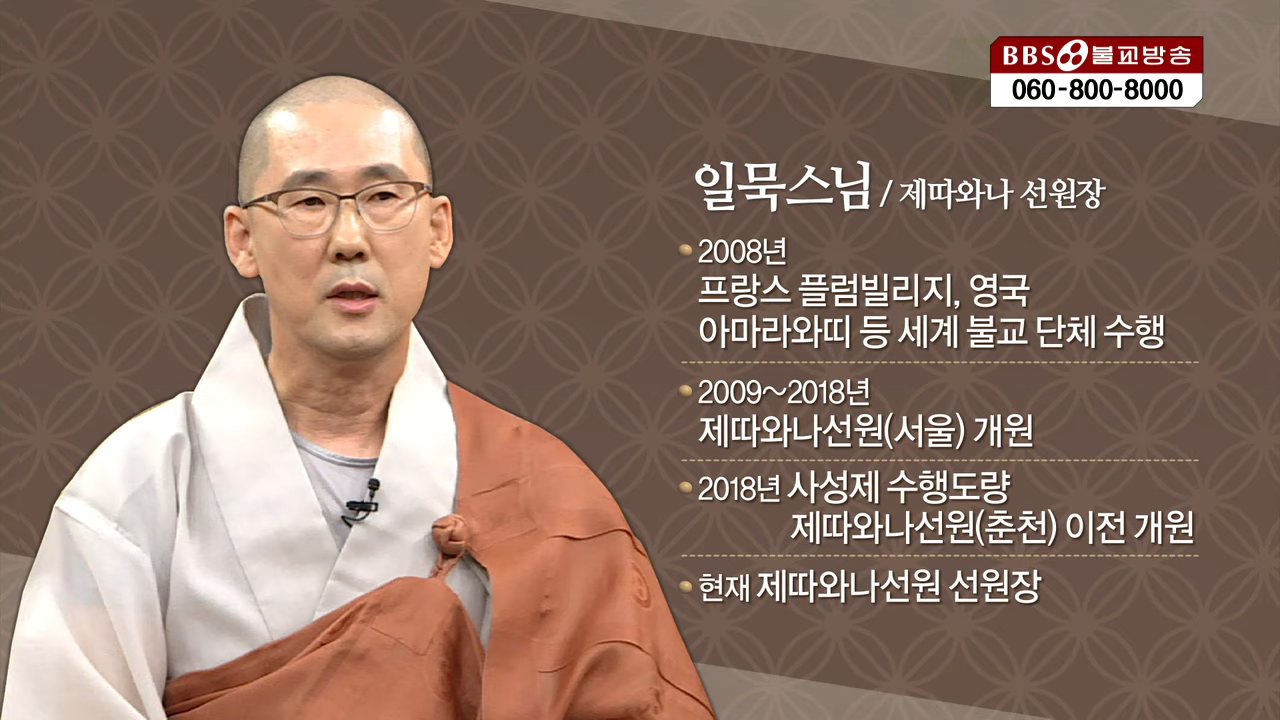 BBS 불교방송
060-800-8000
일묵스님 / 제따와나 선원장
2008년
프랑스 플럼빌리지, 영국
아마라와띠 등 세계 불교 단체 수행
2009~2018년
제따와나선원(서울) 개원
2018년 사성제 수행도량
제따와나선원(춘천) 이전 개원
현재 제따와나선원 선원장